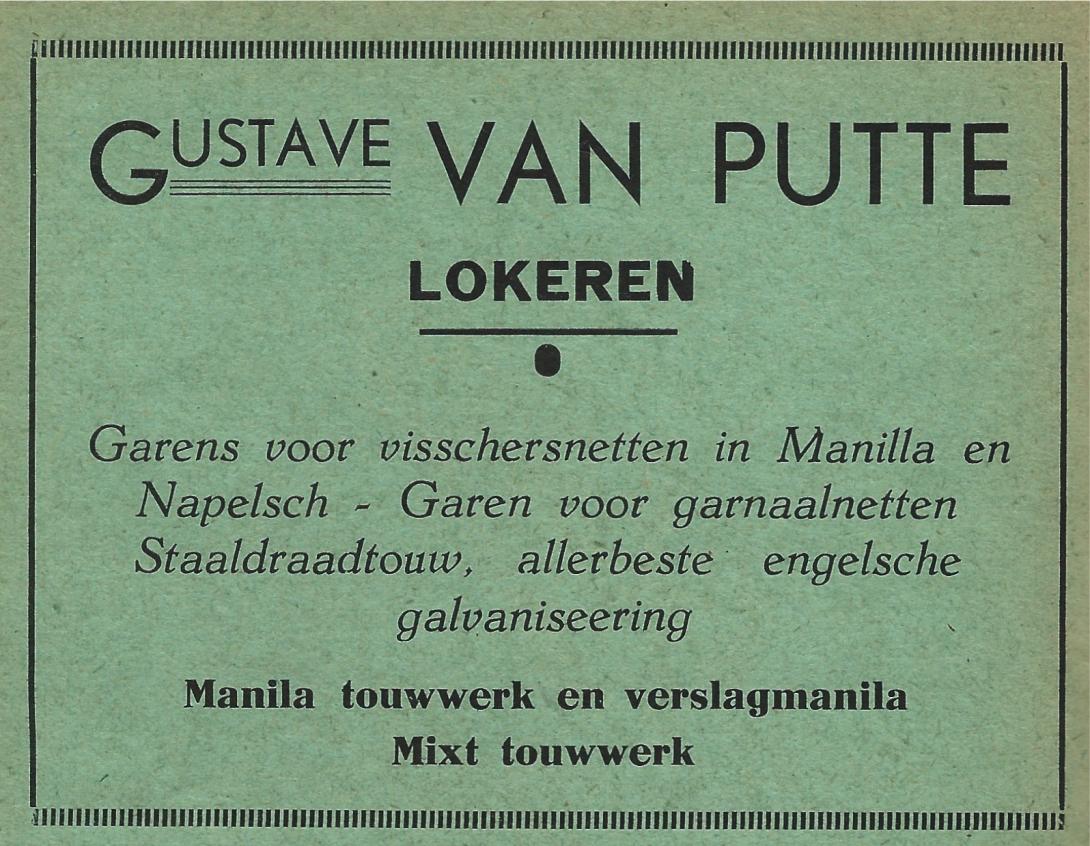 GUSTAVE VAN PUTTE
LOKEREN
Garens voor visschersnetten in Manilla en
Napelsch - Garen voor garnaalnetten
Staaldraadtouw, allerbeste engelsche
galvaniseering
Manila touwwerk en verslagmanila
Mixt touwwerk